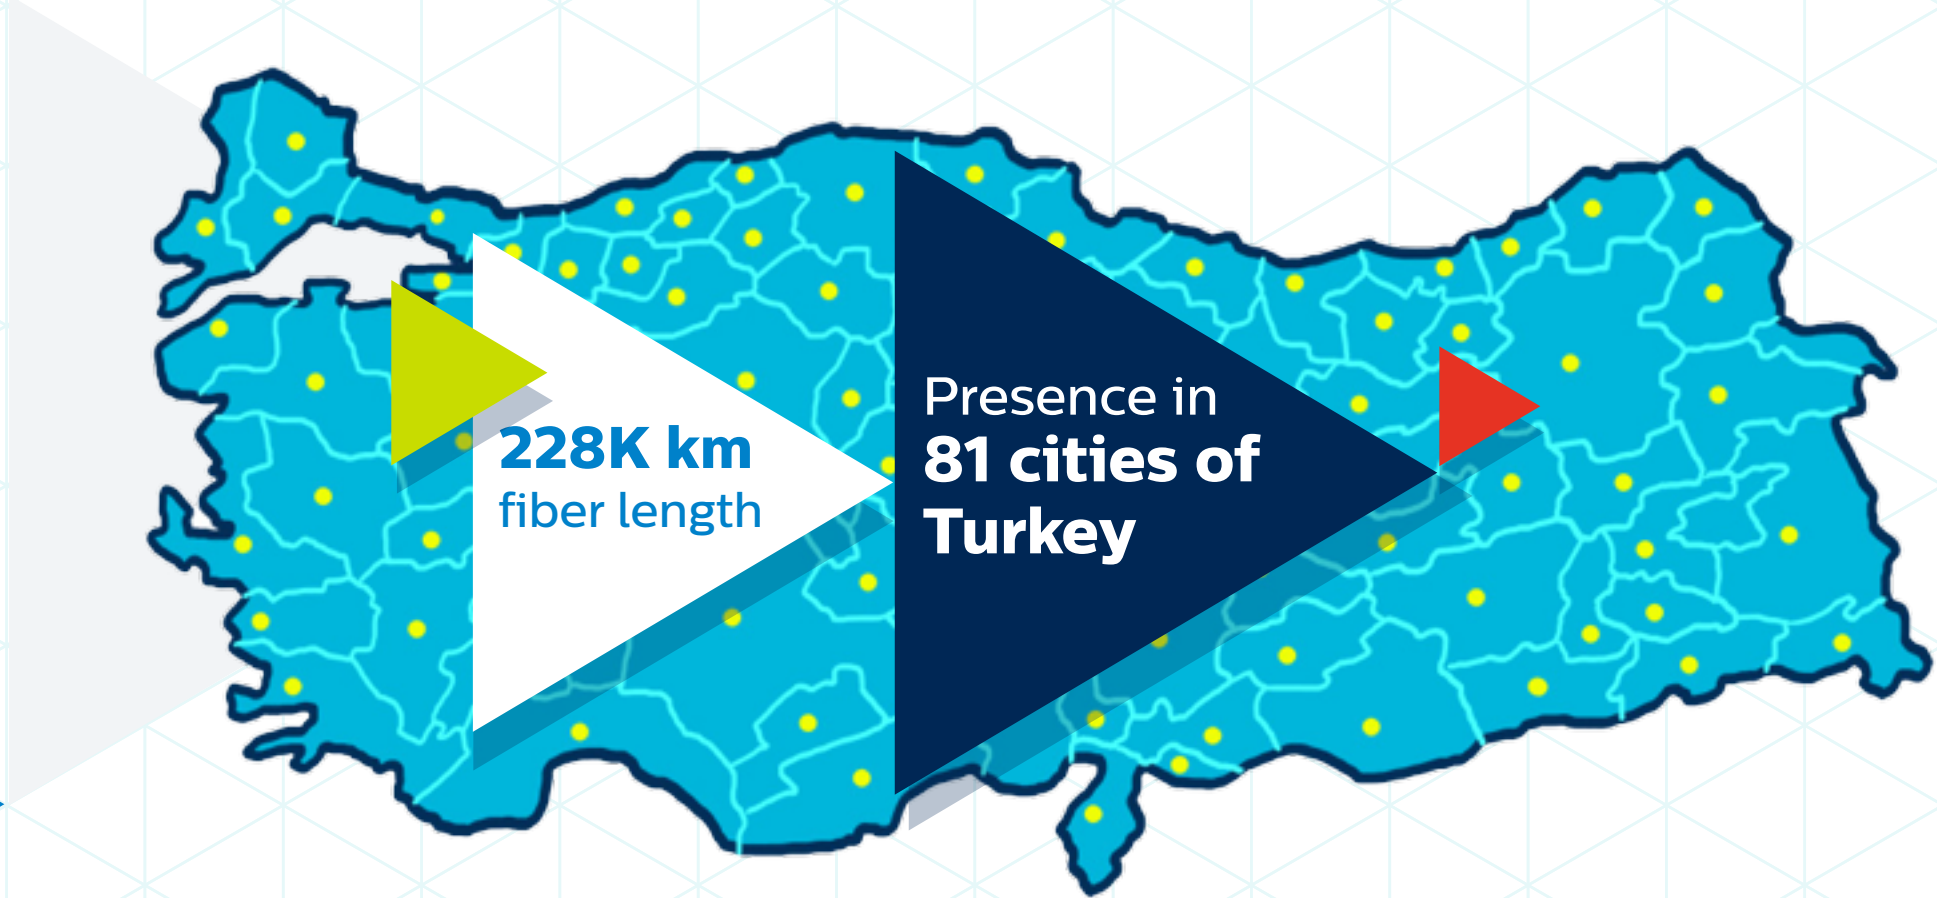 228K km
fiber length
Presence in
81 cities of
Turkey